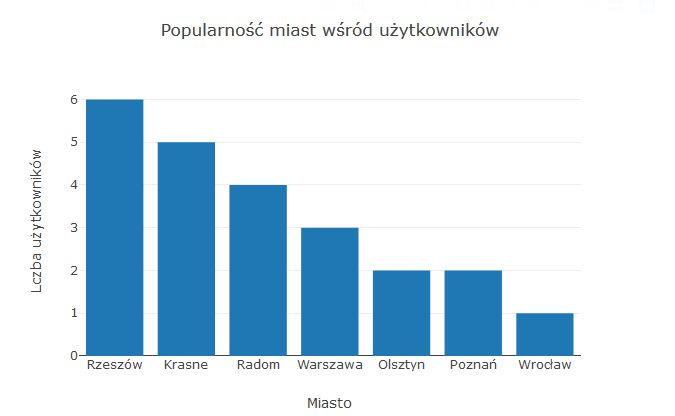 Popularność miast wśród użytkowników
Lczba użytkowników
6
5
4
3
2
1
0
Rzeszów Krasne Radom Warszawa Olsztyn Poznań Wrocław
Miasto